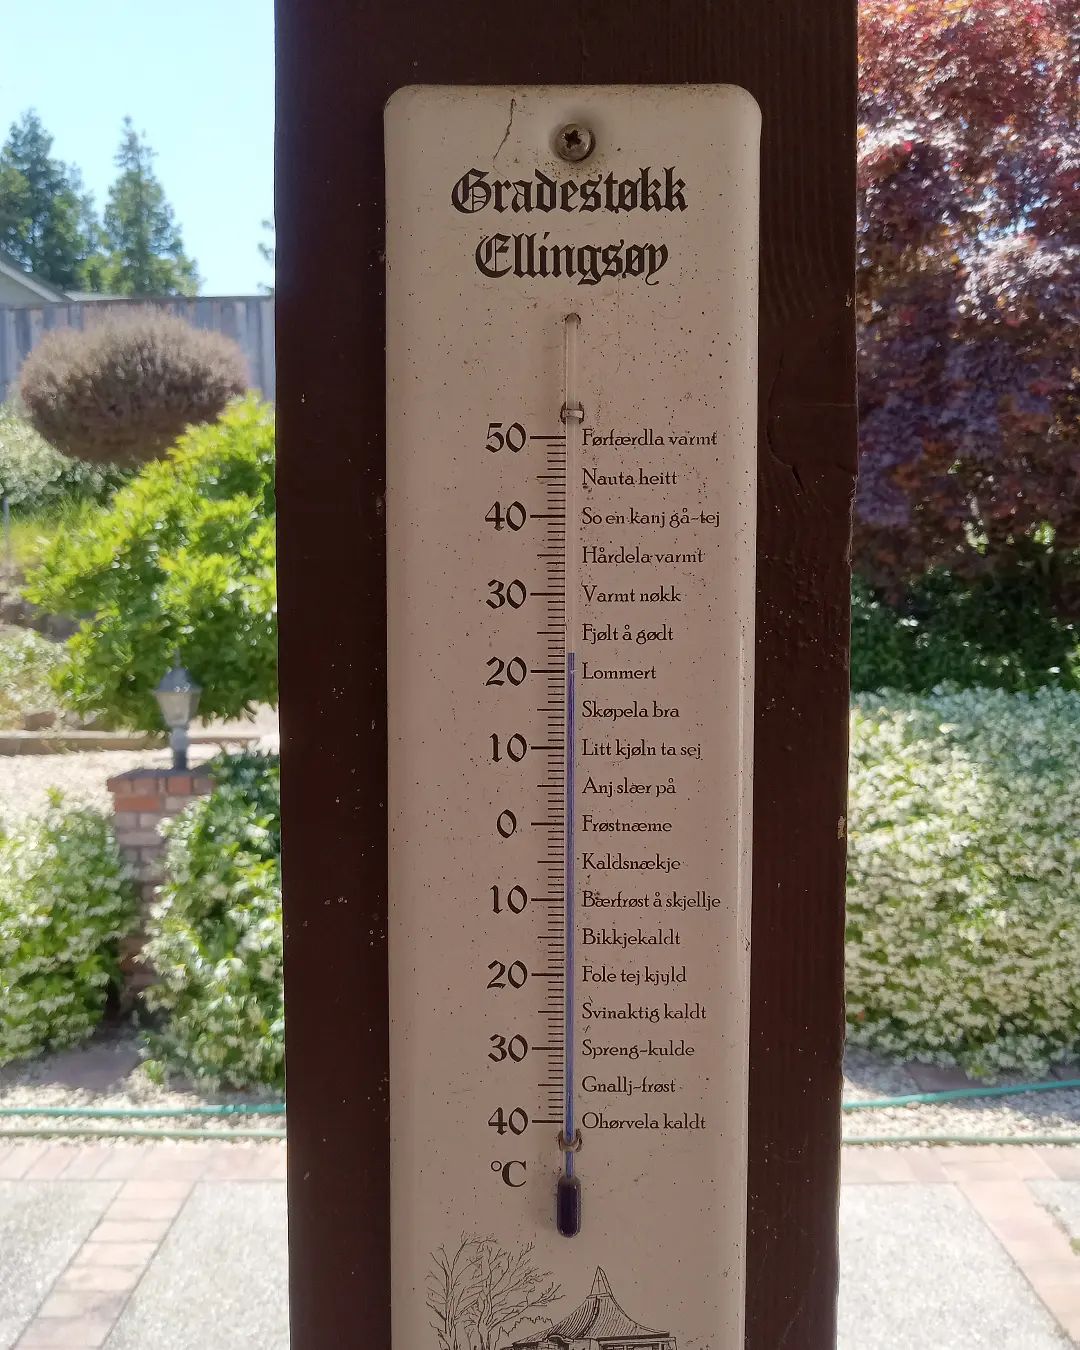 Gradestøkk
Ellingsøy
50 Førfærdla varmt
Nauta heitt
40 So en kanj gå-tej
Hårdela varmt
30 Varmt nøkk
Fjølt å gødt
20 Lommert
Skøpela bra
10 Litt kjøln ta sej
Anj slær på
0 Frøstnæme
Kaldsnækje
10 Bærfrøst å skjellje
Bikkjekaldt
20 Fole tej kjyld
Svinaktig kaldt
30 Spreng-kulde
Gnallj-frøst
40 Ohørvela kaldt
°C